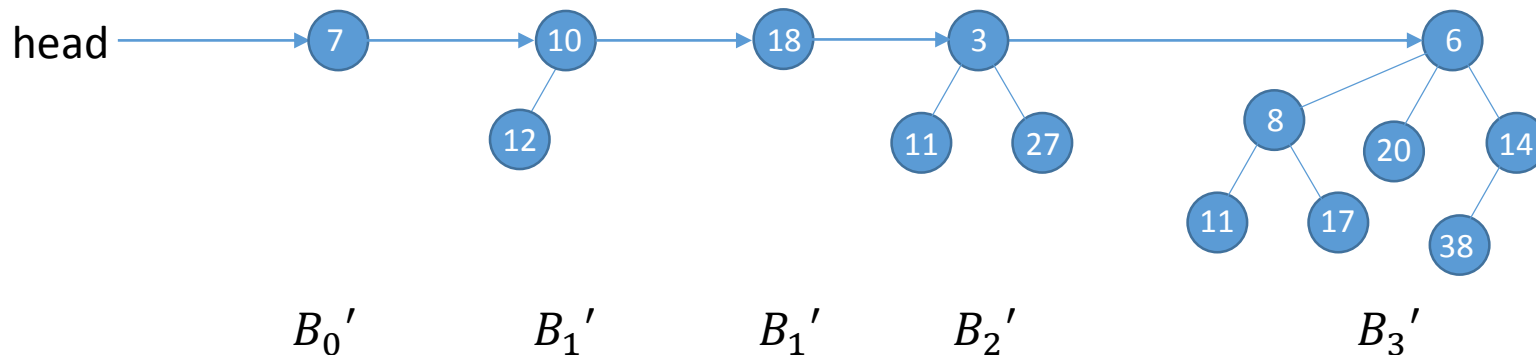 head 7 10 18 3 6
8
12 11 27 20 14
11 17
38
B₀′ B₁′ B₁′ B₂′ B₃′